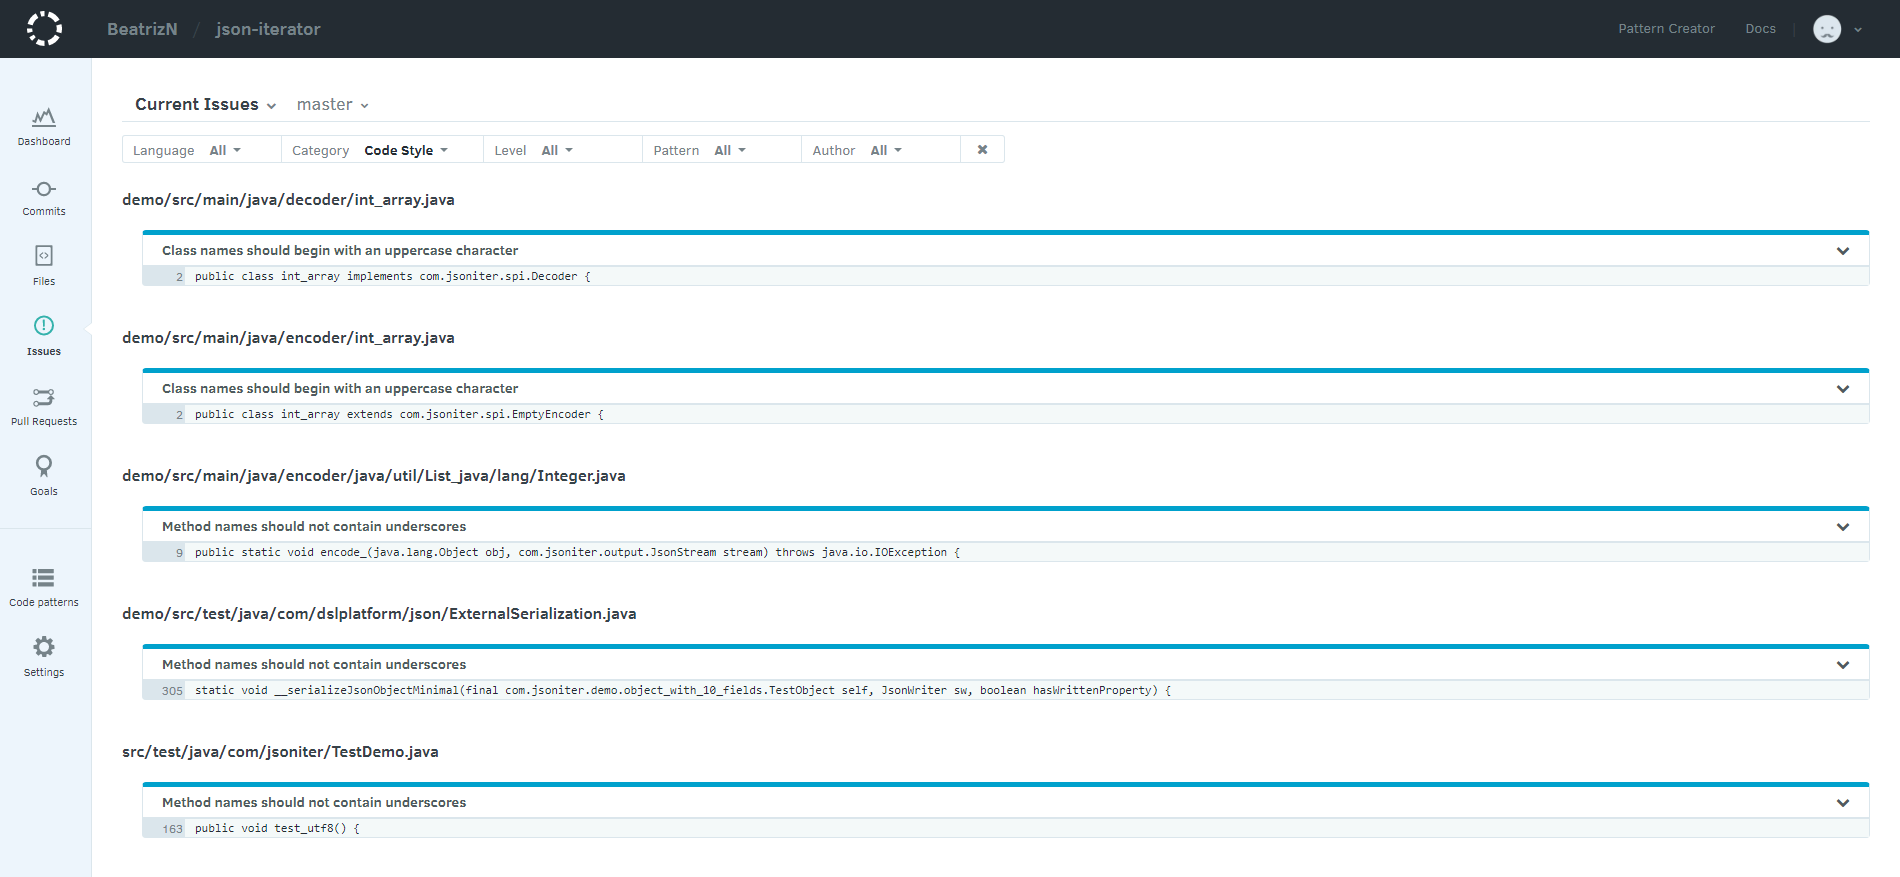 BeatrizN / json-iterator
Pattern Creator Docs
Dashboard
Commits
Files
Issues
Pull Requests
Goals
Code patterns
Settings
Current Issues master
Language All Category Code Style Level All Pattern All Author All
demo/src/main/java/decoder/int_array.java
Class names should begin with an uppercase character
2 public class int_array implements com.jsoniter.spi.Decoder {
demo/src/main/java/encoder/int_array.java
Class names should begin with an uppercase character
2 public class int_array extends com.jsoniter.spi.EmptyEncoder {
demo/src/main/java/encoder/java/util/List_java/lang/Integer.java
Method names should not contain underscores
9 public static void encode_(java.lang.Object obj, com.jsoniter.output.JsonStream stream) throws java.io.IOException {
demo/src/test/java/com/dslplatform/json/ExternalSerialization.java
Method names should not contain underscores
305 static void __serializeJsonObjectMinimal(final com.jsoniter.demo.object_with_10_fields.TestObject self, JsonWriter sw, boolean hasWrittenProperty) {
src/test/java/com/jsoniter/TestDemo.java
Method names should not contain underscores
163 public void test_utf8() {